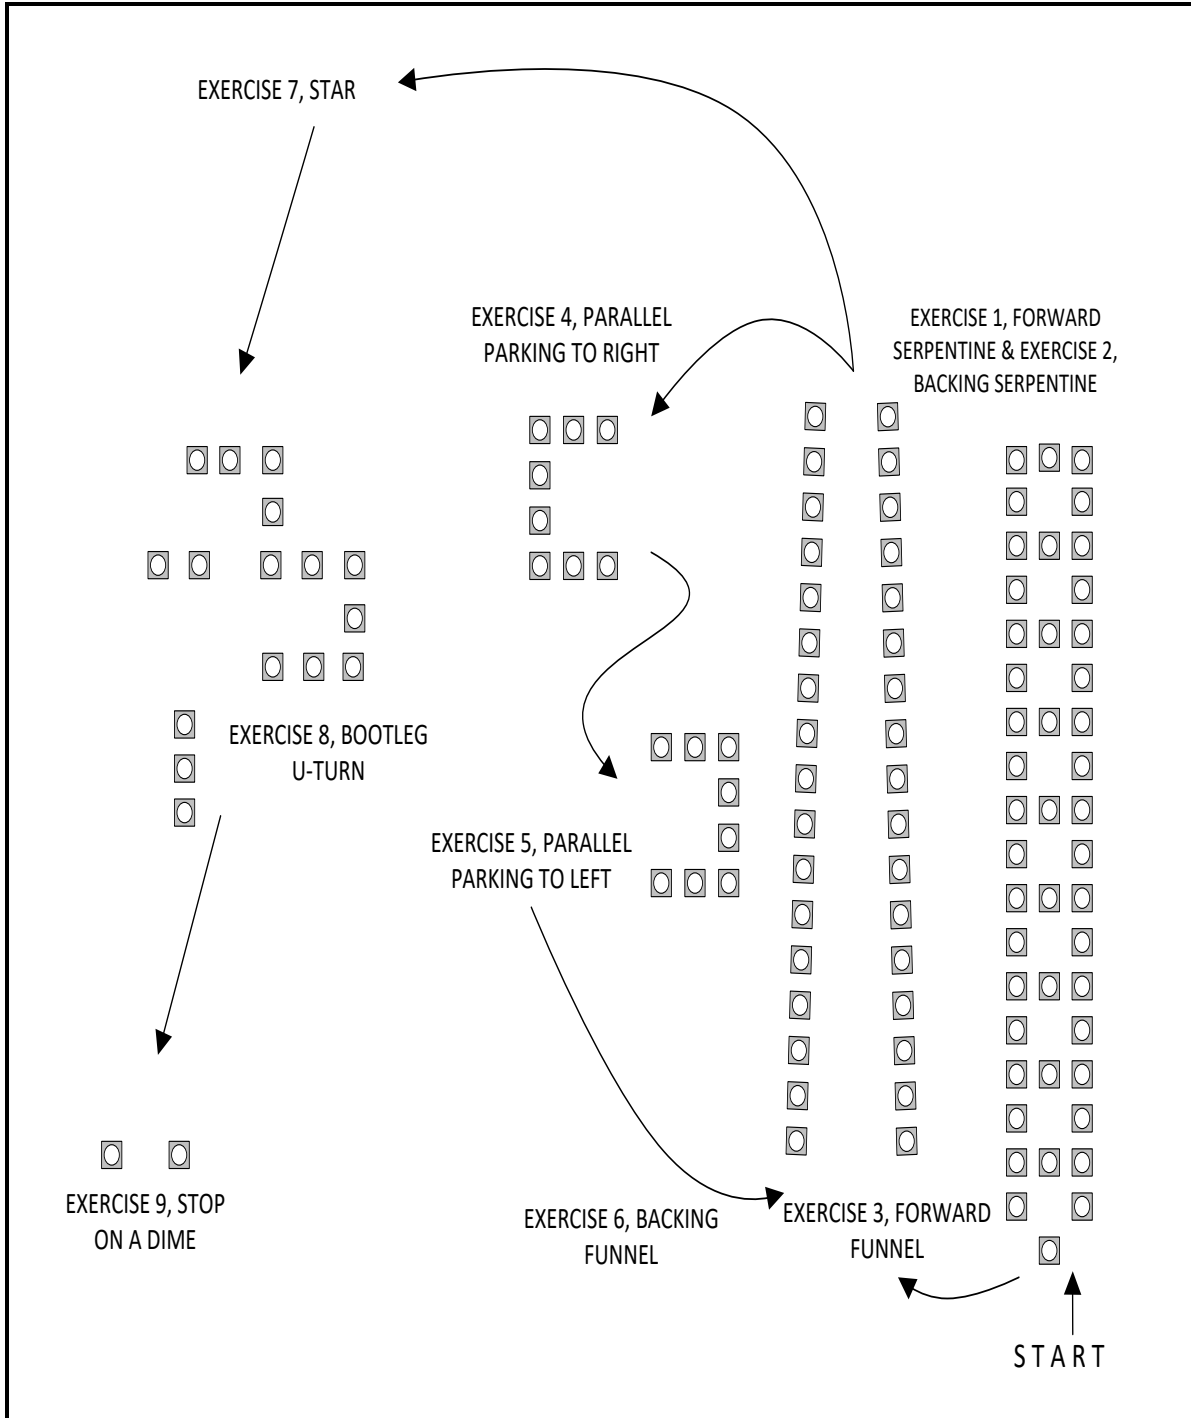 EXERCISE 7, STAR
EXERCISE 4, PARALLEL
PARKING TO RIGHT
EXERCISE 1, FORWARD
SERPENTINE & EXERCISE 2,
BACKING SERPENTINE
EXERCISE 8, BOOTLEG
U-TURN
EXERCISE 5, PARALLEL
PARKING TO LEFT
EXERCISE 9, STOP
ON A DIME
EXERCISE 6, BACKING
FUNNEL
EXERCISE 3, FORWARD
FUNNEL
START